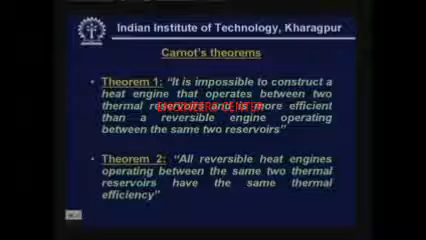 Indian Institute of Technology, Kharagpur
Carnot's theorems
• Theorem 1: “It is impossible to construct a
heat engine that operates between two
thermal reservoirs and is more efficient
than a reversible engine operating
between the same two reservoirs”
• Theorem 2: “All reversible heat engines
operating between the same two thermal
reservoirs have the same thermal
efficiency”